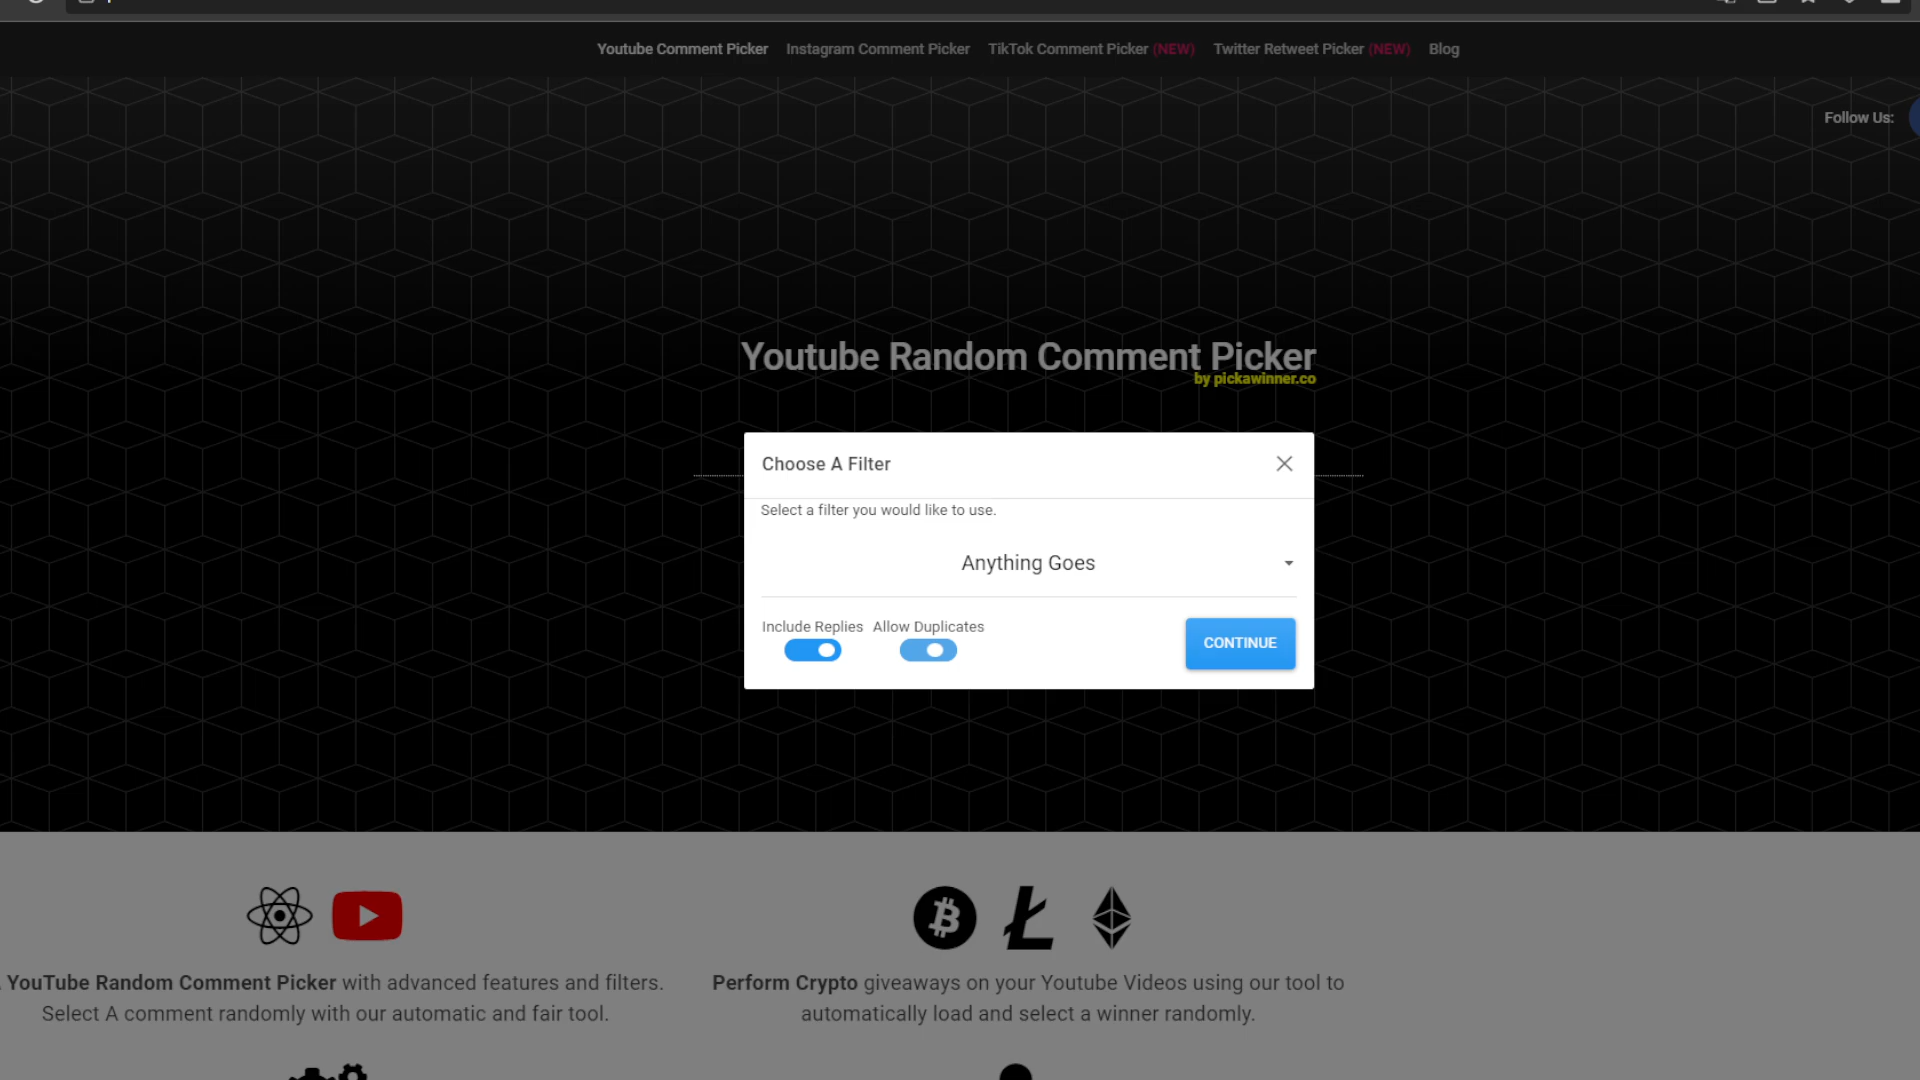 Youtube Comment Picker Instagram Comment Picker TikTok Comment Picker (NEW) Twitter Retweet Picker (NEW) Blog
Follow Us:
Youtube Random Comment Picker
by pickawinner.co
Choose A Filter
Select a filter you would like to use.
Anything Goes
Include Replies Allow Duplicates
CONTINUE
YouTube Random Comment Picker with advanced features and filters.
Select A comment randomly with our automatic and fair tool.
Perform Crypto giveaways on your Youtube Videos using our tool to
automatically load and select a winner randomly.